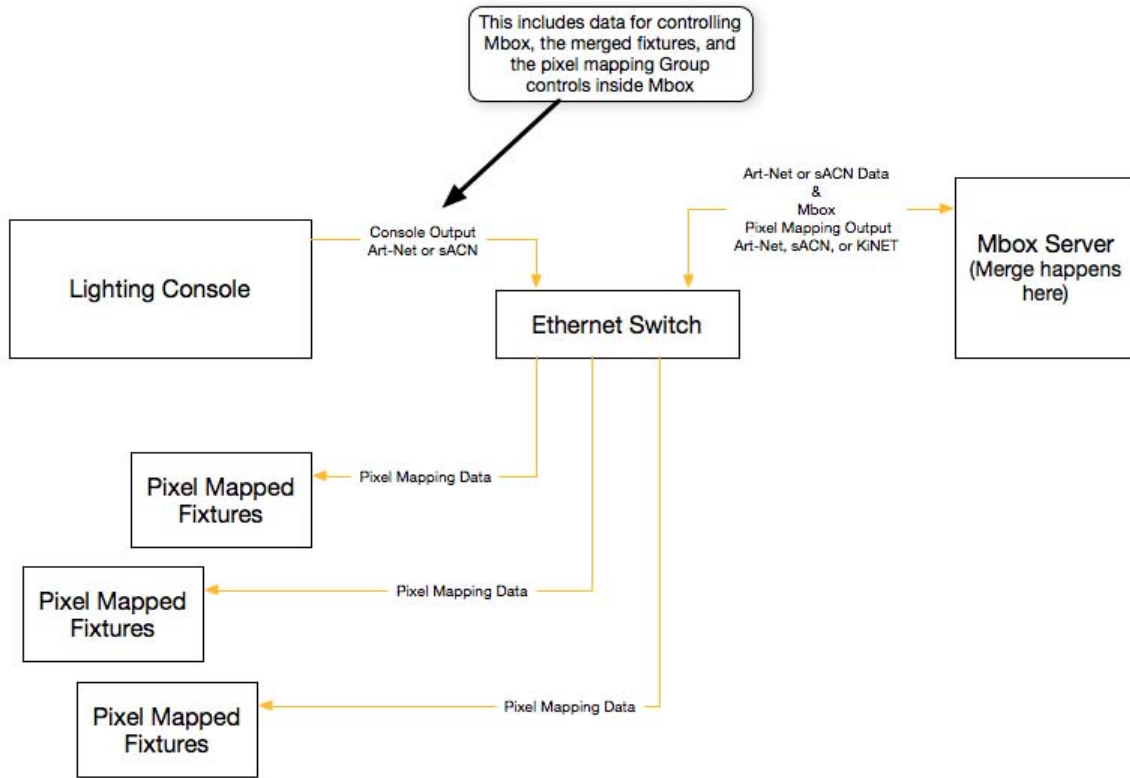 This includes data for controlling
Mbox, the merged fixtures, and
the pixel mapping Group
controls inside Mbox
Art-Net or sACN Data
&
Mbox
Pixel Mapping Output
Art-Net, sACN, or KiNET
Console Output
Art-Net or sACN
Lighting Console
Mbox Server
(Merge happens
here)
Ethernet Switch
Pixel Mapping Data
Pixel Mapped
Fixtures
Pixel Mapping Data
Pixel Mapped
Fixtures
Pixel Mapping Data
Pixel Mapped
Fixtures